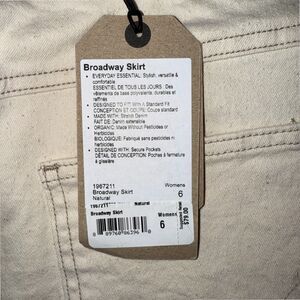 Broadway Skirt
• EVERYDAY ESSENTIAL: Stylish, versatile &
comfortable
ESSENTIEL DE TOUS LES JOURS : Des
vêtements de base polyvalents, durables et
raffinés
• DESIGNED TO FIT: With A Standard Fit
CONCEPTION ET COUPE: Coupe standard
• MADE WITH: Stretch Denim
FAIT DE: Denim extensible
• ORGANIC: Made Without Pesticides or
Herbicides
BIOLOGIQUE: Fabriqué sans pesticides ni
herbicides
• DESIGNED WITH: Secure Pockets
DÉTAIL DE CONCEPTION: Poches à fermeture
à glissière
1967211 Womens
Broadway Skirt 6
Natural
1967211 Natural
Broadway Skirt Womens
6
$79.00